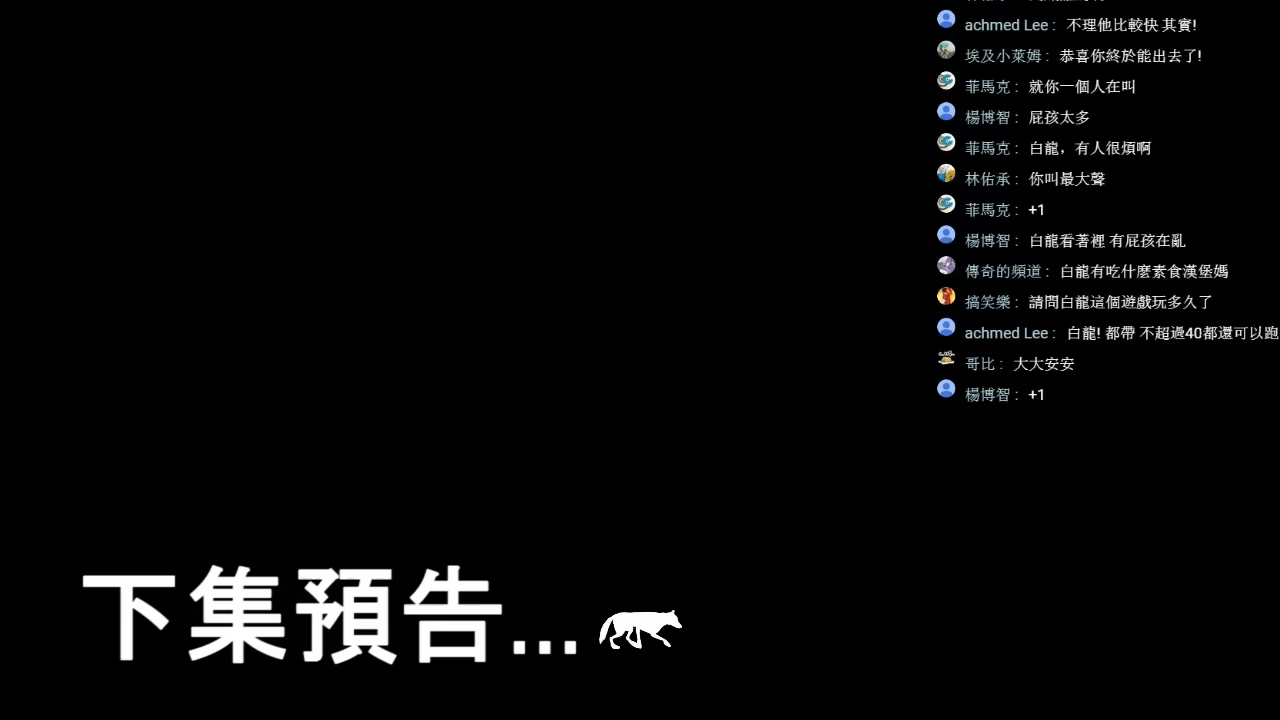 achmed Lee： 不理他比較快 其實!
埃及小萊姆： 恭喜你終於能出去了!
菲馬克： 就你一個人在叫
楊博智： 屁孩太多
菲馬克： 白龍，有人很煩啊
林佑承： 你叫最大聲
菲馬克： +1
楊博智： 白龍看著裡 有屁孩在亂
傳奇的頻道： 白龍有吃什麼素食漢堡媽
搞笑樂： 請問白龍這個遊戲玩多久了
achmed Lee： 白龍! 都帶 不超過40都還可以跑
哥比： 大大安安
楊博智： +1
下集預告...